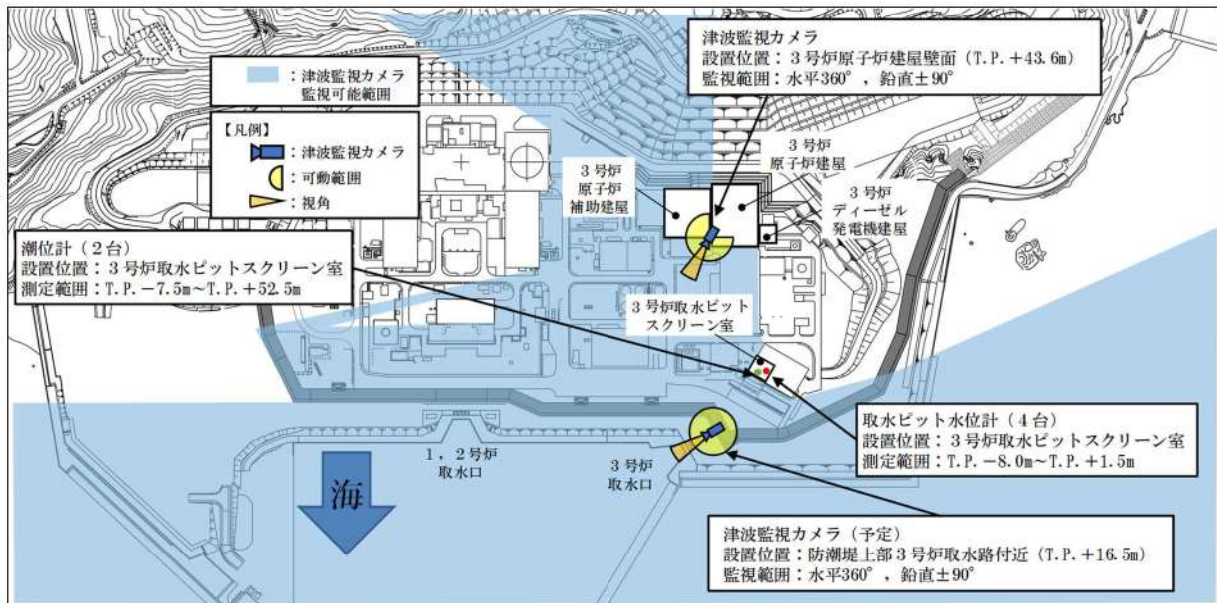 津波監視カメラ
設置位置：3号炉原子炉建屋壁面（T.P.＋43.6m）
監視範囲：水平360°，鉛直±90°
：津波監視カメラ
監視可能範囲
【凡例】
：津波監視カメラ
：可動範囲
：視角
3号炉
原子炉建屋
3号炉
原子炉
補助建屋
3号炉
ディーゼル
発電機建屋
潮位計（2台）
設置位置：3号炉取水ピットスクリーン室
測定範囲：T.P.－7.5m～T.P.＋52.5m
3号炉取水ピット
スクリーン室
取水ピット水位計（4台）
設置位置：3号炉取水ピットスクリーン室
測定範囲：T.P.－8.0m～T.P.＋1.5m
1，2号炉
取水口
3号炉
取水口
海
津波監視カメラ（予定）
設置位置：防潮堤上部3号炉取水路付近（T.P.＋16.5m）
監視範囲：水平360°，鉛直±90°